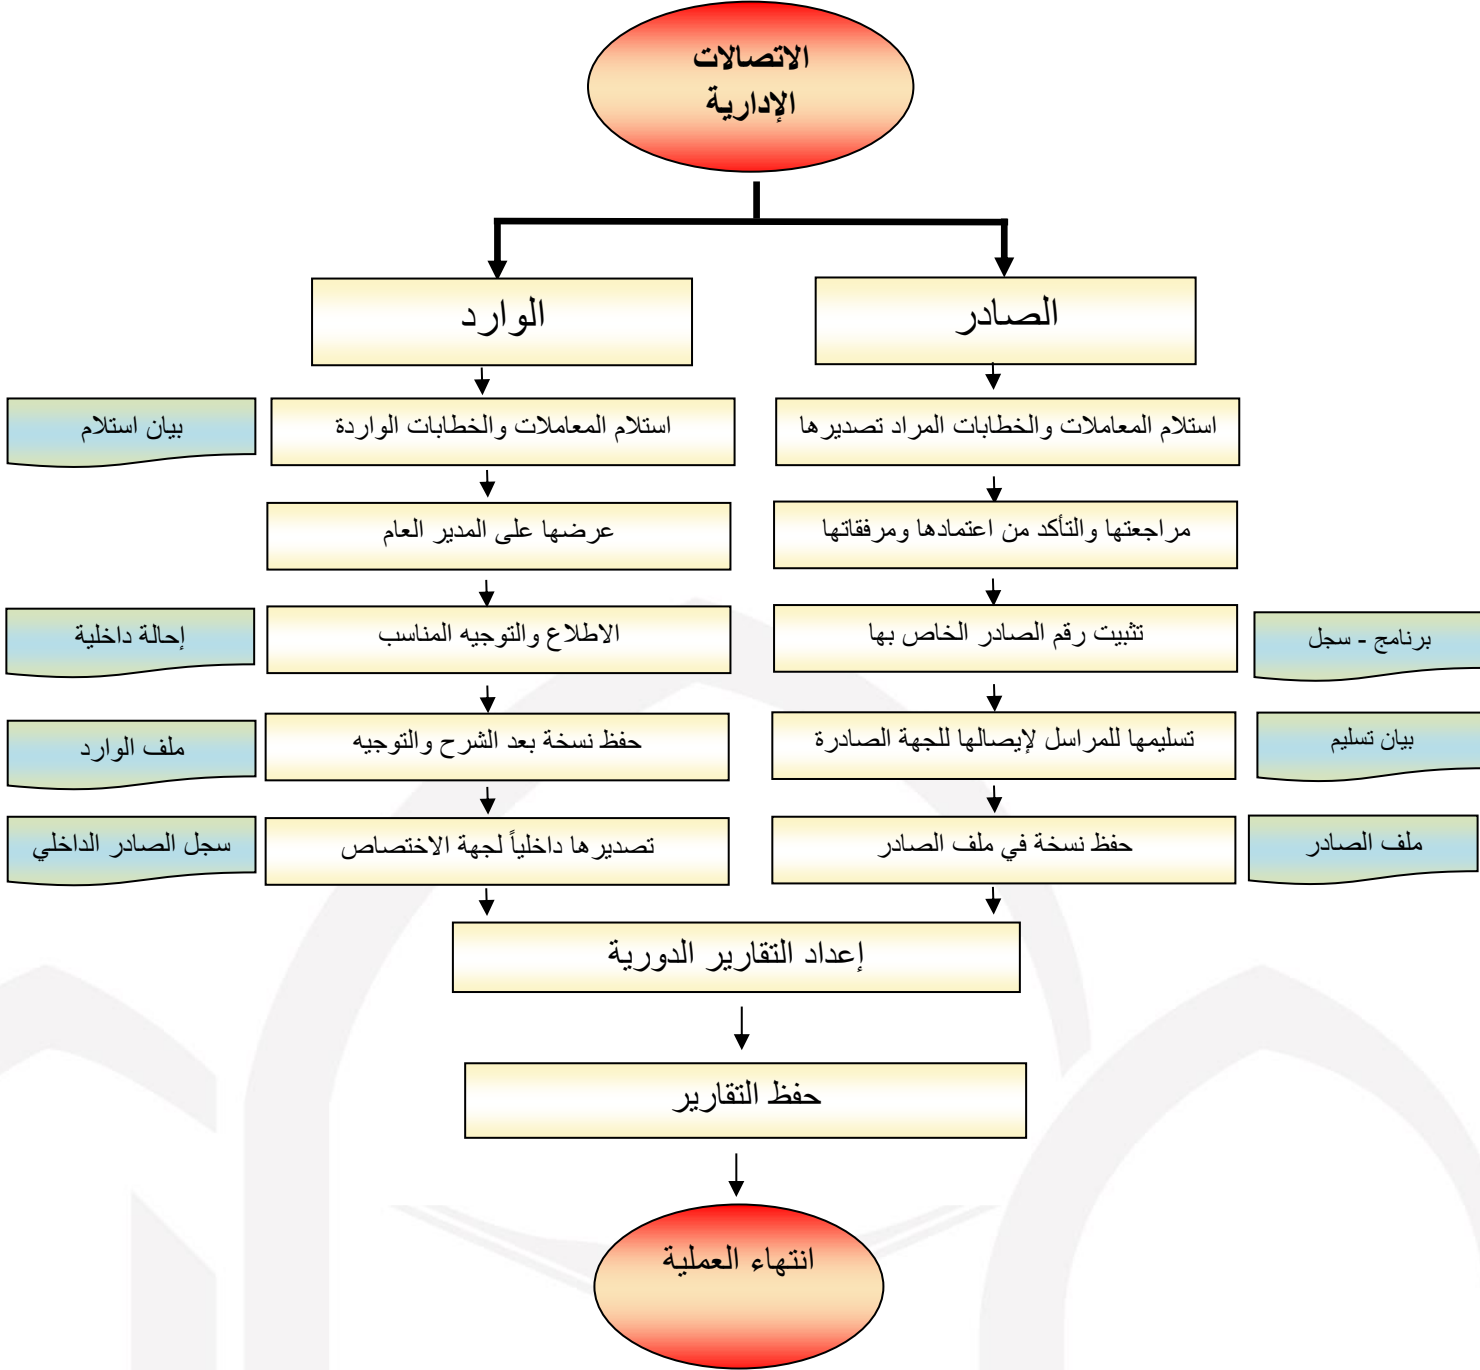 الاتصالات
الإدارية
الصادر
الوارد
استلام المعاملات والخطابات المراد تصديرها
استلام المعاملات والخطابات الواردة
بيان استلام
مراجعتها والتأكد من اعتمادها ومرفقاتها
عرضها على المدير العام
برنامج - سجل
تثبيت رقم الصادر الخاص بها
الاطلاع والتوجيه المناسب
إحالة داخلية
بيان تسليم
تسليمها للمراسل لإيصالها للجهة الصادرة
حفظ نسخة بعد الشرح والتوجيه
ملف الوارد
ملف الصادر
حفظ نسخة في ملف الصادر
تصديرها داخلياً لجهة الاختصاص
سجل الصادر الداخلي
إعداد التقارير الدورية
حفظ التقارير
انتهاء العملية